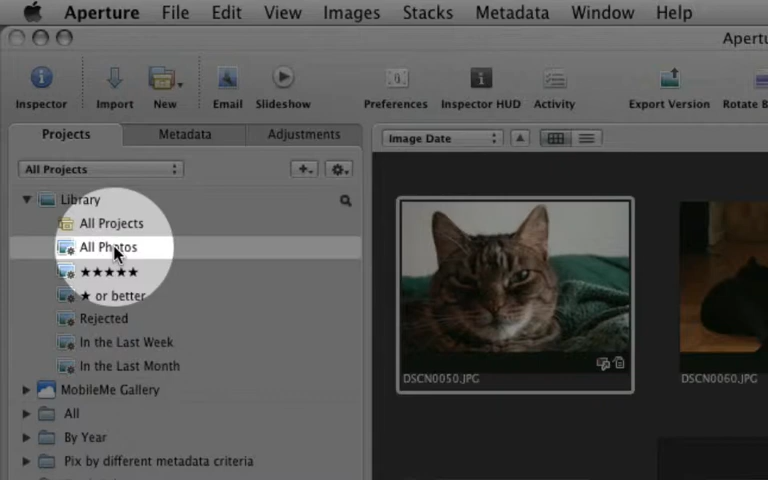 Aperture File Edit View Images Stacks Metadata Window Help
Apertu
Inspector Import New Email Slideshow Preferences Inspector HUD Activity Export Version Rotate
Projects Metadata Adjustments
Image Date
All Projects
Library
All Projects
All Photos
★★★★★
★ or better
Rejected
In the Last Week
In the Last Month
MobileMe Gallery
DSCN0050.JPG DSCN0060.JPG
All
By Year
Pix by different metadata criteria